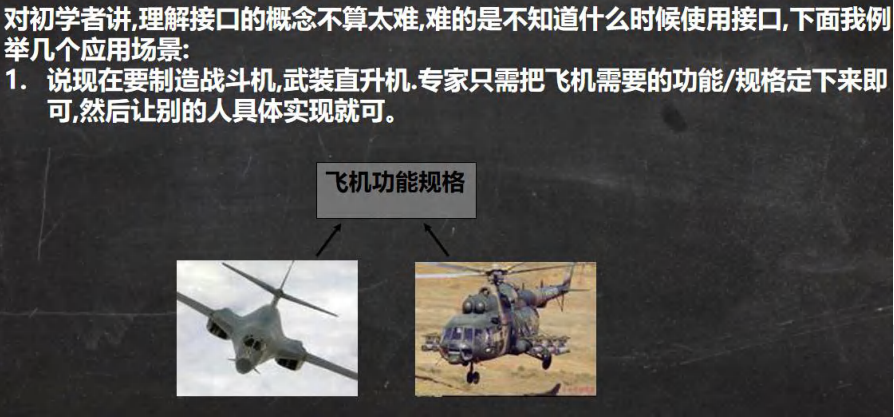 对初学者讲,理解接口的概念不算太难,难的是不知道什么时候使用接口,下面我例
举几个应用场景:
1. 说现在要制造战斗机,武装直升机.专家只需把飞机需要的功能/规格定下来即
可,然后让别的人具体实现就可。
飞机功能规格